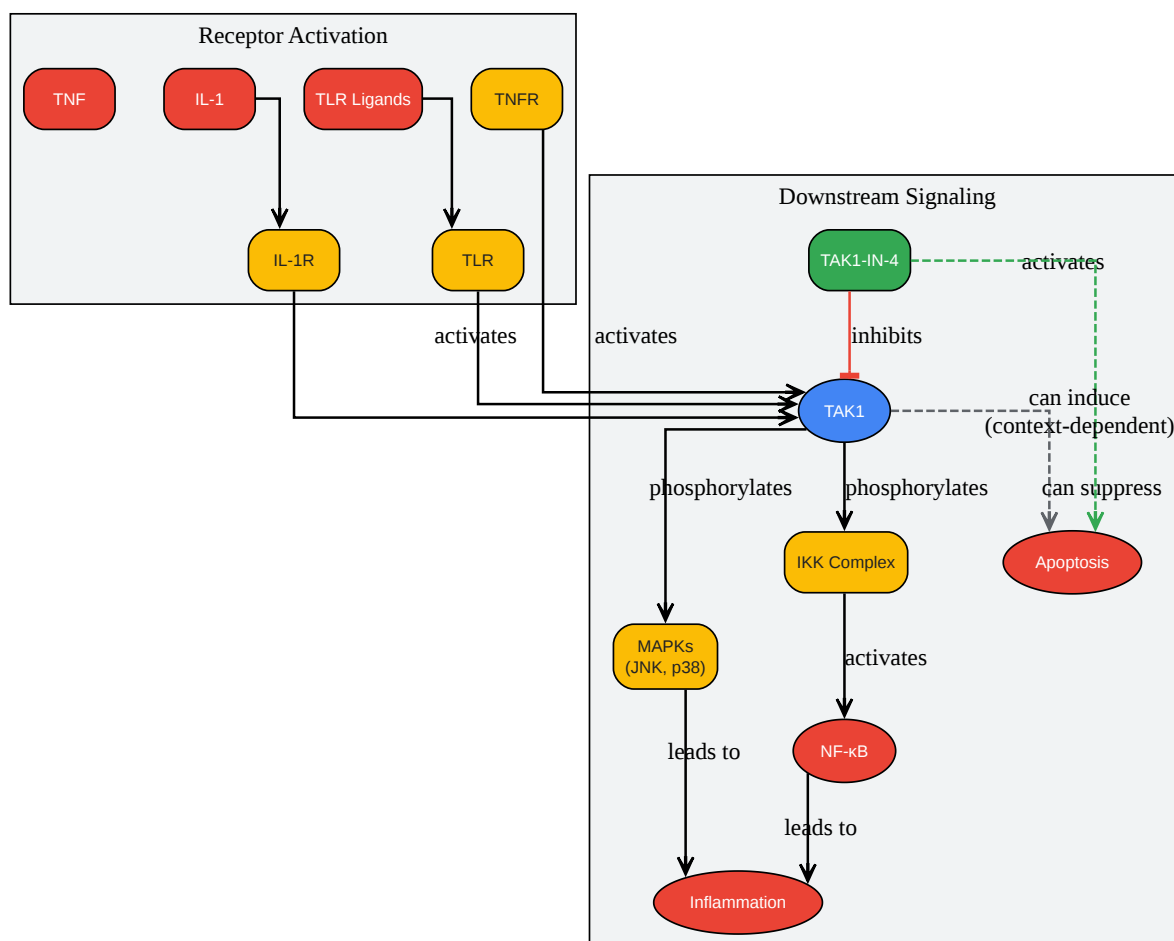 Receptor Activation
TNF
IL-1
TLR Ligands
TNFR
Downstream Signaling
IL-1R
TLR
TAK1-IN-4
activates
activates
activates
inhibits
TAK1
can induce
(context-dependent)
phosphorylates
phosphorylates
can suppress
IKK Complex
Apoptosis
MAPKs
(JNK, p38)
activates
leads to
NF-κB
leads to
Inflammation